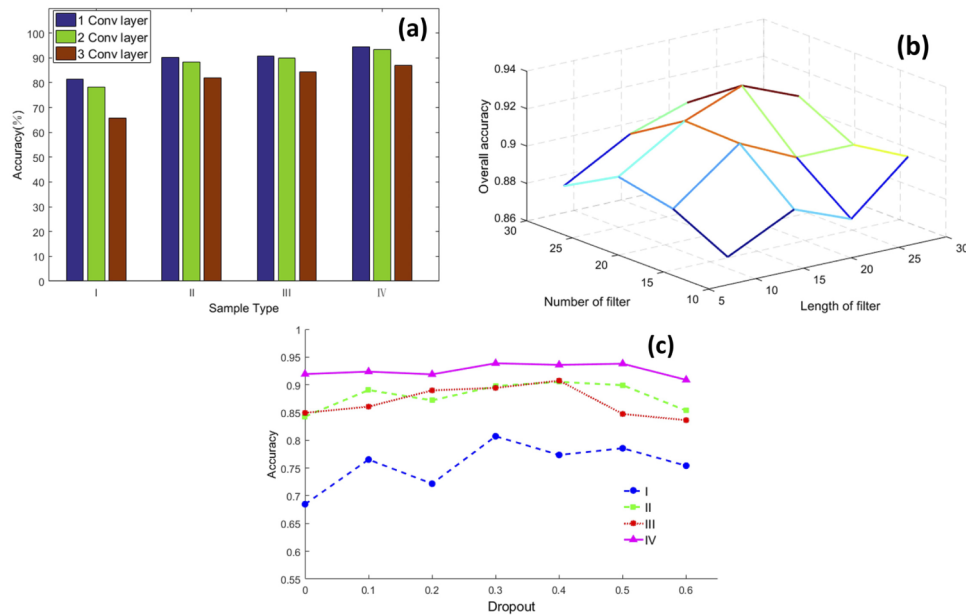 (a)
1 Conv layer
2 Conv layer
3 Conv layer
Accuracy(%)
100
90
80
70
60
50
40
30
20
10
0
I
II
III
IV
Sample Type
(b)
Overall accuracy
0.94
0.92
0.9
0.88
0.86
30
25
20
15
10
Number of filter
5
10
15
20
25
30
Length of filter
(c)
Accuracy
1
0.95
0.9
0.85
0.8
0.75
0.7
0.65
0.6
0.55
I
II
III
IV
0
0.1
0.2
0.3
0.4
0.5
0.6
Dropout